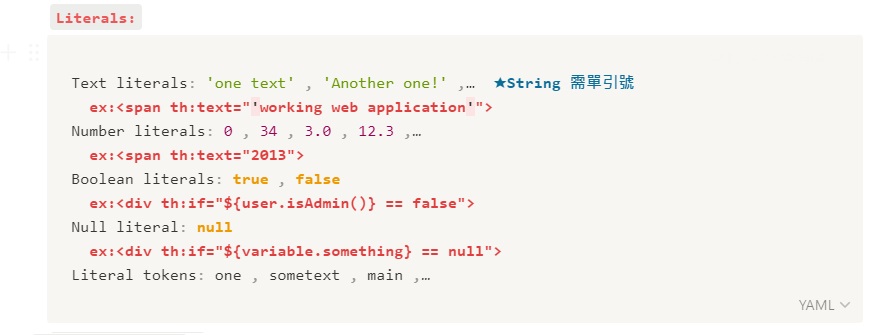 Literals:
Text literals: 'one text' , 'Another one!' ,… ★String 需單引號
ex:<span th:text="'working web application'">
Number literals: 0 , 34 , 3.0 , 12.3 ,…
ex:<span th:text="2013">
Boolean literals: true , false
ex:<div th:if="${user.isAdmin()} == false">
Null literal: null
ex:<div th:if="${variable.something} == null">
Literal tokens: one , sometext , main ,…
YAML